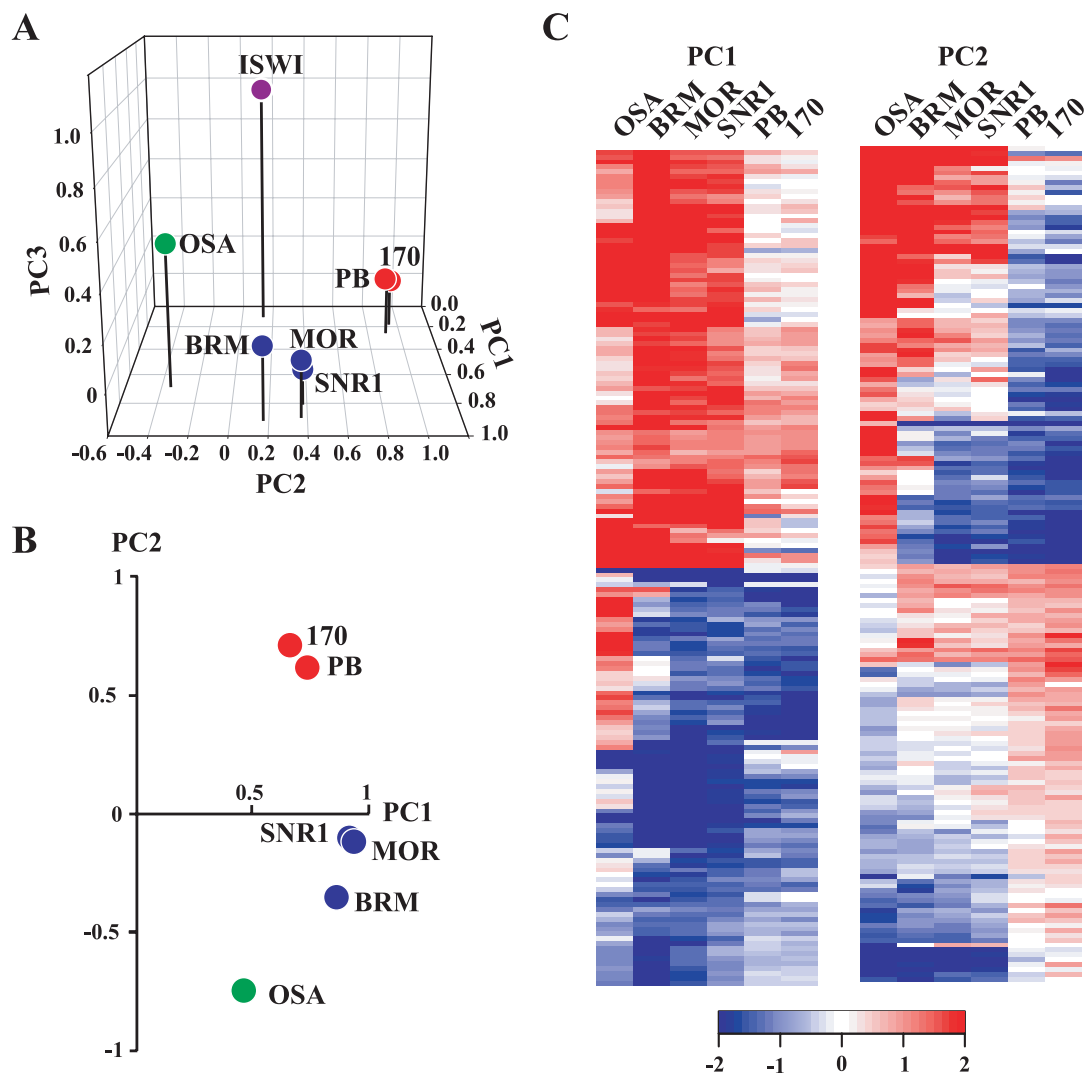 A
ISWI
OSA
170
PB
BRM
MOR
SNR1
PC3
1.0
0.8
0.6
0.4
0.2
0
-0.6 -0.4 -0.2 0 0.2 0.4 0.6 0.8 1.0
PC2
0.0
0.2
0.4
0.6
0.8
1.0
PC1
B
PC2
1
0.5
0
-0.5
-1
0.5 1
PC1
170
PB
SNR1
MOR
BRM
OSA
C
PC1
OSA BRM MOR SNR1 PB 170
PC2
OSA BRM MOR SNR1 PB 170
-2 -1 0 1 2